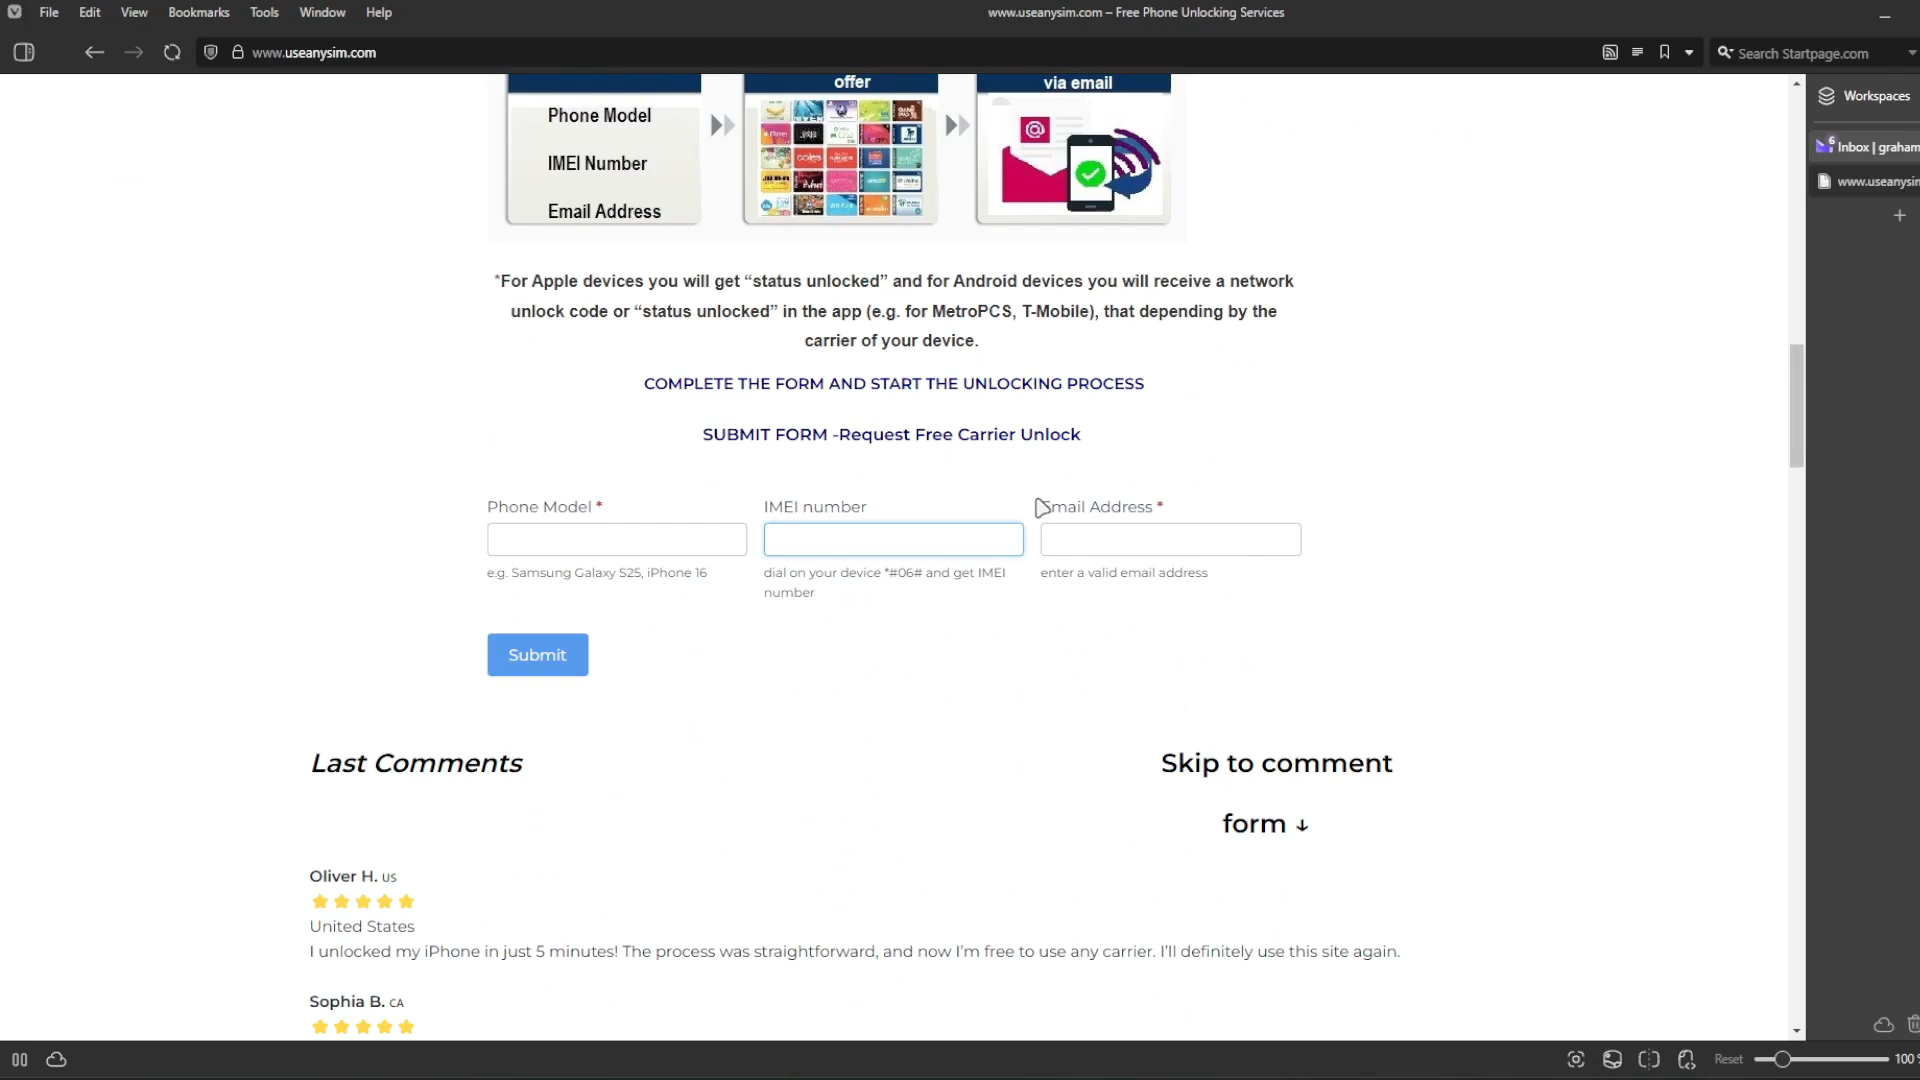 File Edit View Bookmarks Tools Window Help
www.useanysim.com – Free Phone Unlocking Services
www.useanysim.com
Search Startpage.com
Workspaces
6
Inbox | graham
www.useanysim
offer
via email
Phone Model
IMEI Number
Email Address
*For Apple devices you will get “status unlocked” and for Android devices you will receive a network
unlock code or “status unlocked” in the app (e.g. for MetroPCS, T-Mobile), that depending by the
carrier of your device.
COMPLETE THE FORM AND START THE UNLOCKING PROCESS
SUBMIT FORM -Request Free Carrier Unlock
Phone Model *
IMEI number
Email Address *
e.g. Samsung Galaxy S25, iPhone 16
dial on your device *#06# and get IMEI
number
enter a valid email address
Submit
Last Comments
Skip to comment
form ↓
Oliver H. US
United States
I unlocked my iPhone in just 5 minutes! The process was straightforward, and now I’m free to use any carrier. I’ll definitely use this site again.
Sophia B. CA
Reset
100 %